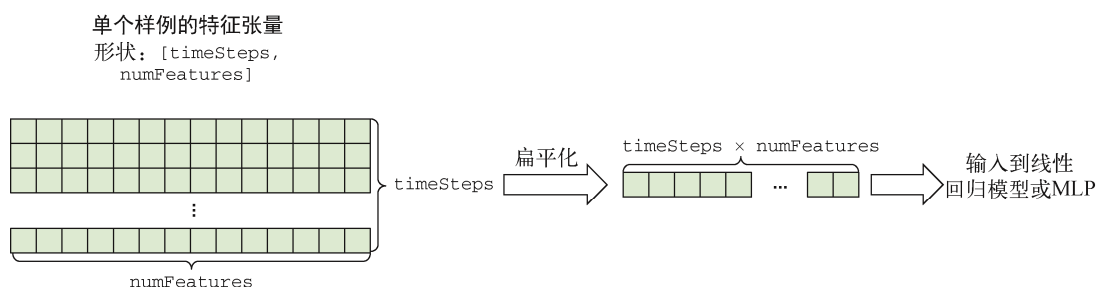 单个样例的特征张量
形状：[timeSteps,
numFeatures]
timeSteps
numFeatures
扁平化
timeSteps × numFeatures
输入到线性
回归模型或MLP